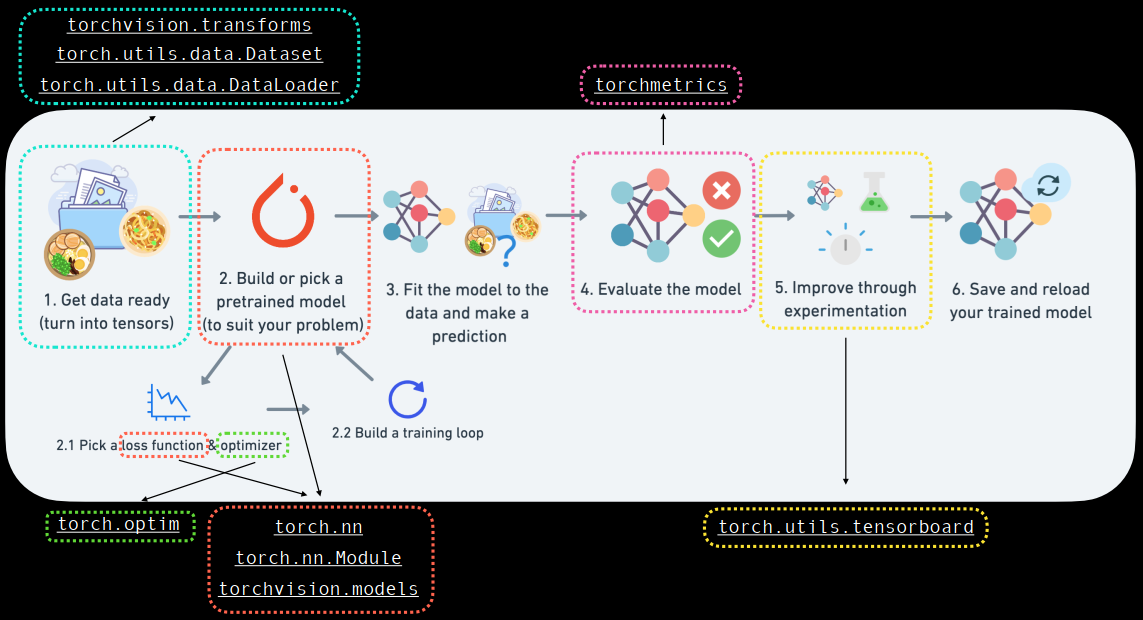 torchvision.transforms
torch.utils.data.Dataset
torch.utils.data.DataLoader
torchmetrics
1. Get data ready
(turn into tensors)
2. Build or pick a
pretrained model
(to suit your problem)
3. Fit the model to the
data and make a
prediction
?
4. Evaluate the model
5. Improve through
experimentation
6. Save and reload
your trained model
2.1 Pick a loss function & optimizer
2.2 Build a training loop
torch.optim
torch.nn
torch.nn.Module
torchvision.models
torch.utils.tensorboard